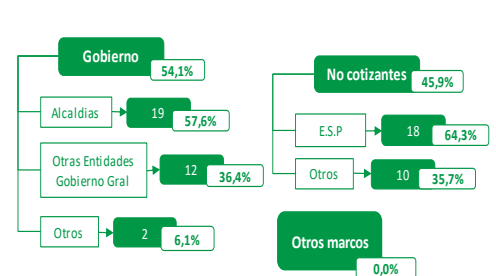 Gobierno
54,1%
Alcaldias
19
57,6%
Otras Entidades
Gobierno Gral
12
36,4%
Otros
2
6,1%
No cotizantes
45,9%
E.S.P
18
64,3%
Otros
10
35,7%
Otros marcos
0,0%